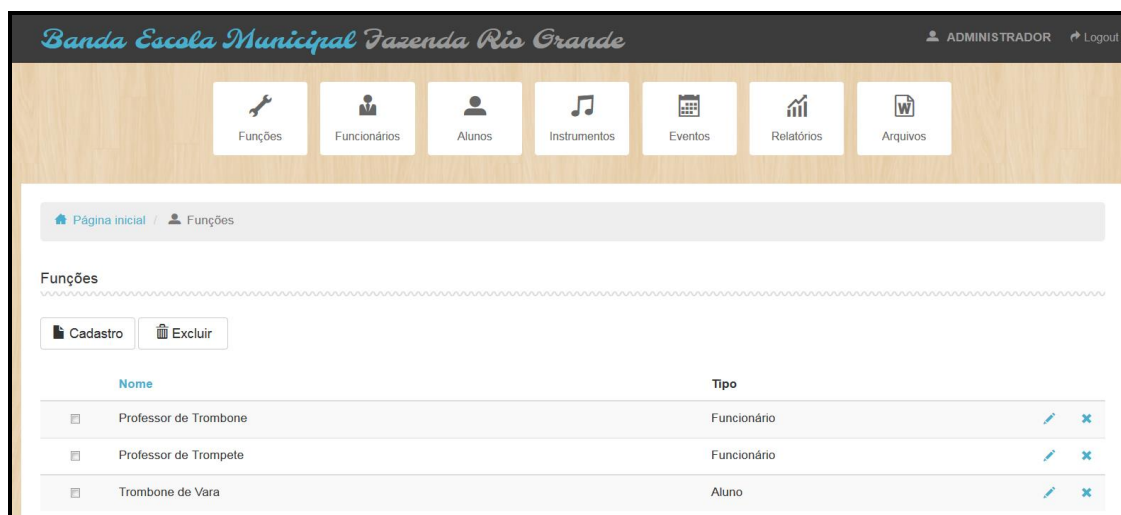 Banda Escola Municipal Fazenda Rio Grande ADMINISTRADOR Logout
Funções Funcionários Alunos Instrumentos Eventos Relatórios Arquivos
Página inicial / Funções
Funções
Cadastro Excluir
Nome Tipo
Professor de Trombone Funcionário
Professor de Trompete Funcionário
Trombone de Vara Aluno